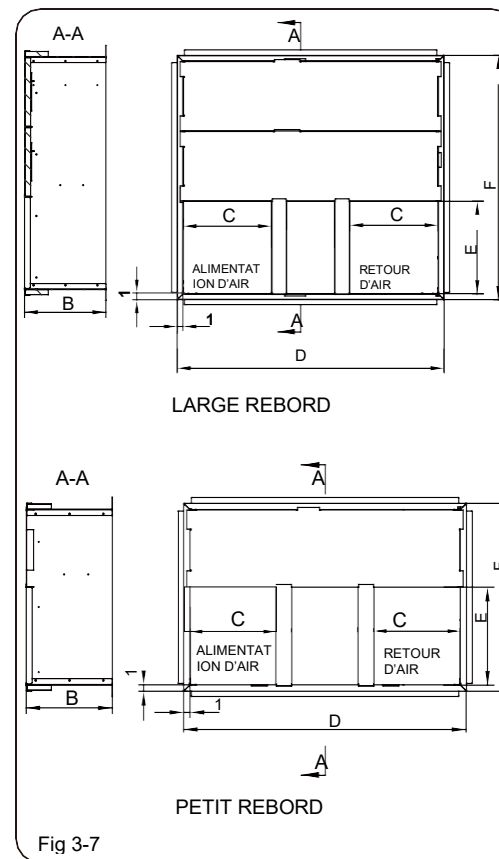 A-A
A
F
C
C
E
ALIMENTAT
ION D'AIR
RETOUR
D'AIR
B
1
1
A
D
LARGE REBORD
A-A
A
E
C
C
ALIMENTAT
ION D'AIR
RETOUR
D'AIR
B
1
1
D
A
PETIT REBORD
Fig 3-7